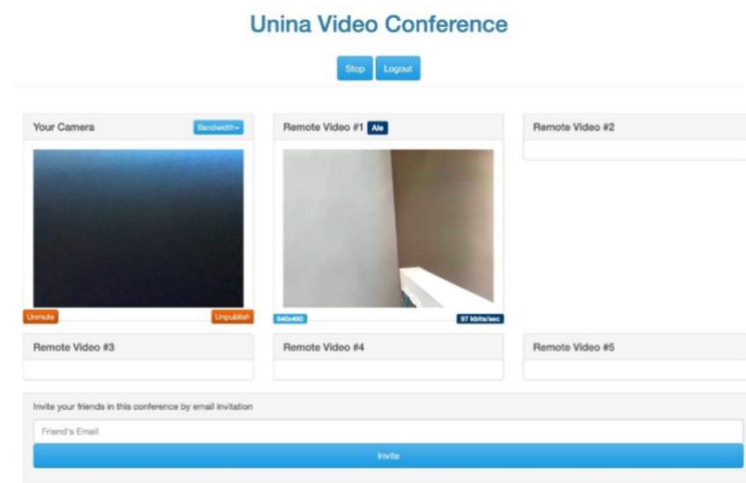 Unina Video Conference
Stop Logout
Your Camera Bandwidth
Remote Video #1 Ale
Remote Video #2
Unmute Unpublish
640x480 97 kbits/sec
Remote Video #3
Remote Video #4
Remote Video #5
Invite your friends in this conference by email invitation
Friend's Email
Invite